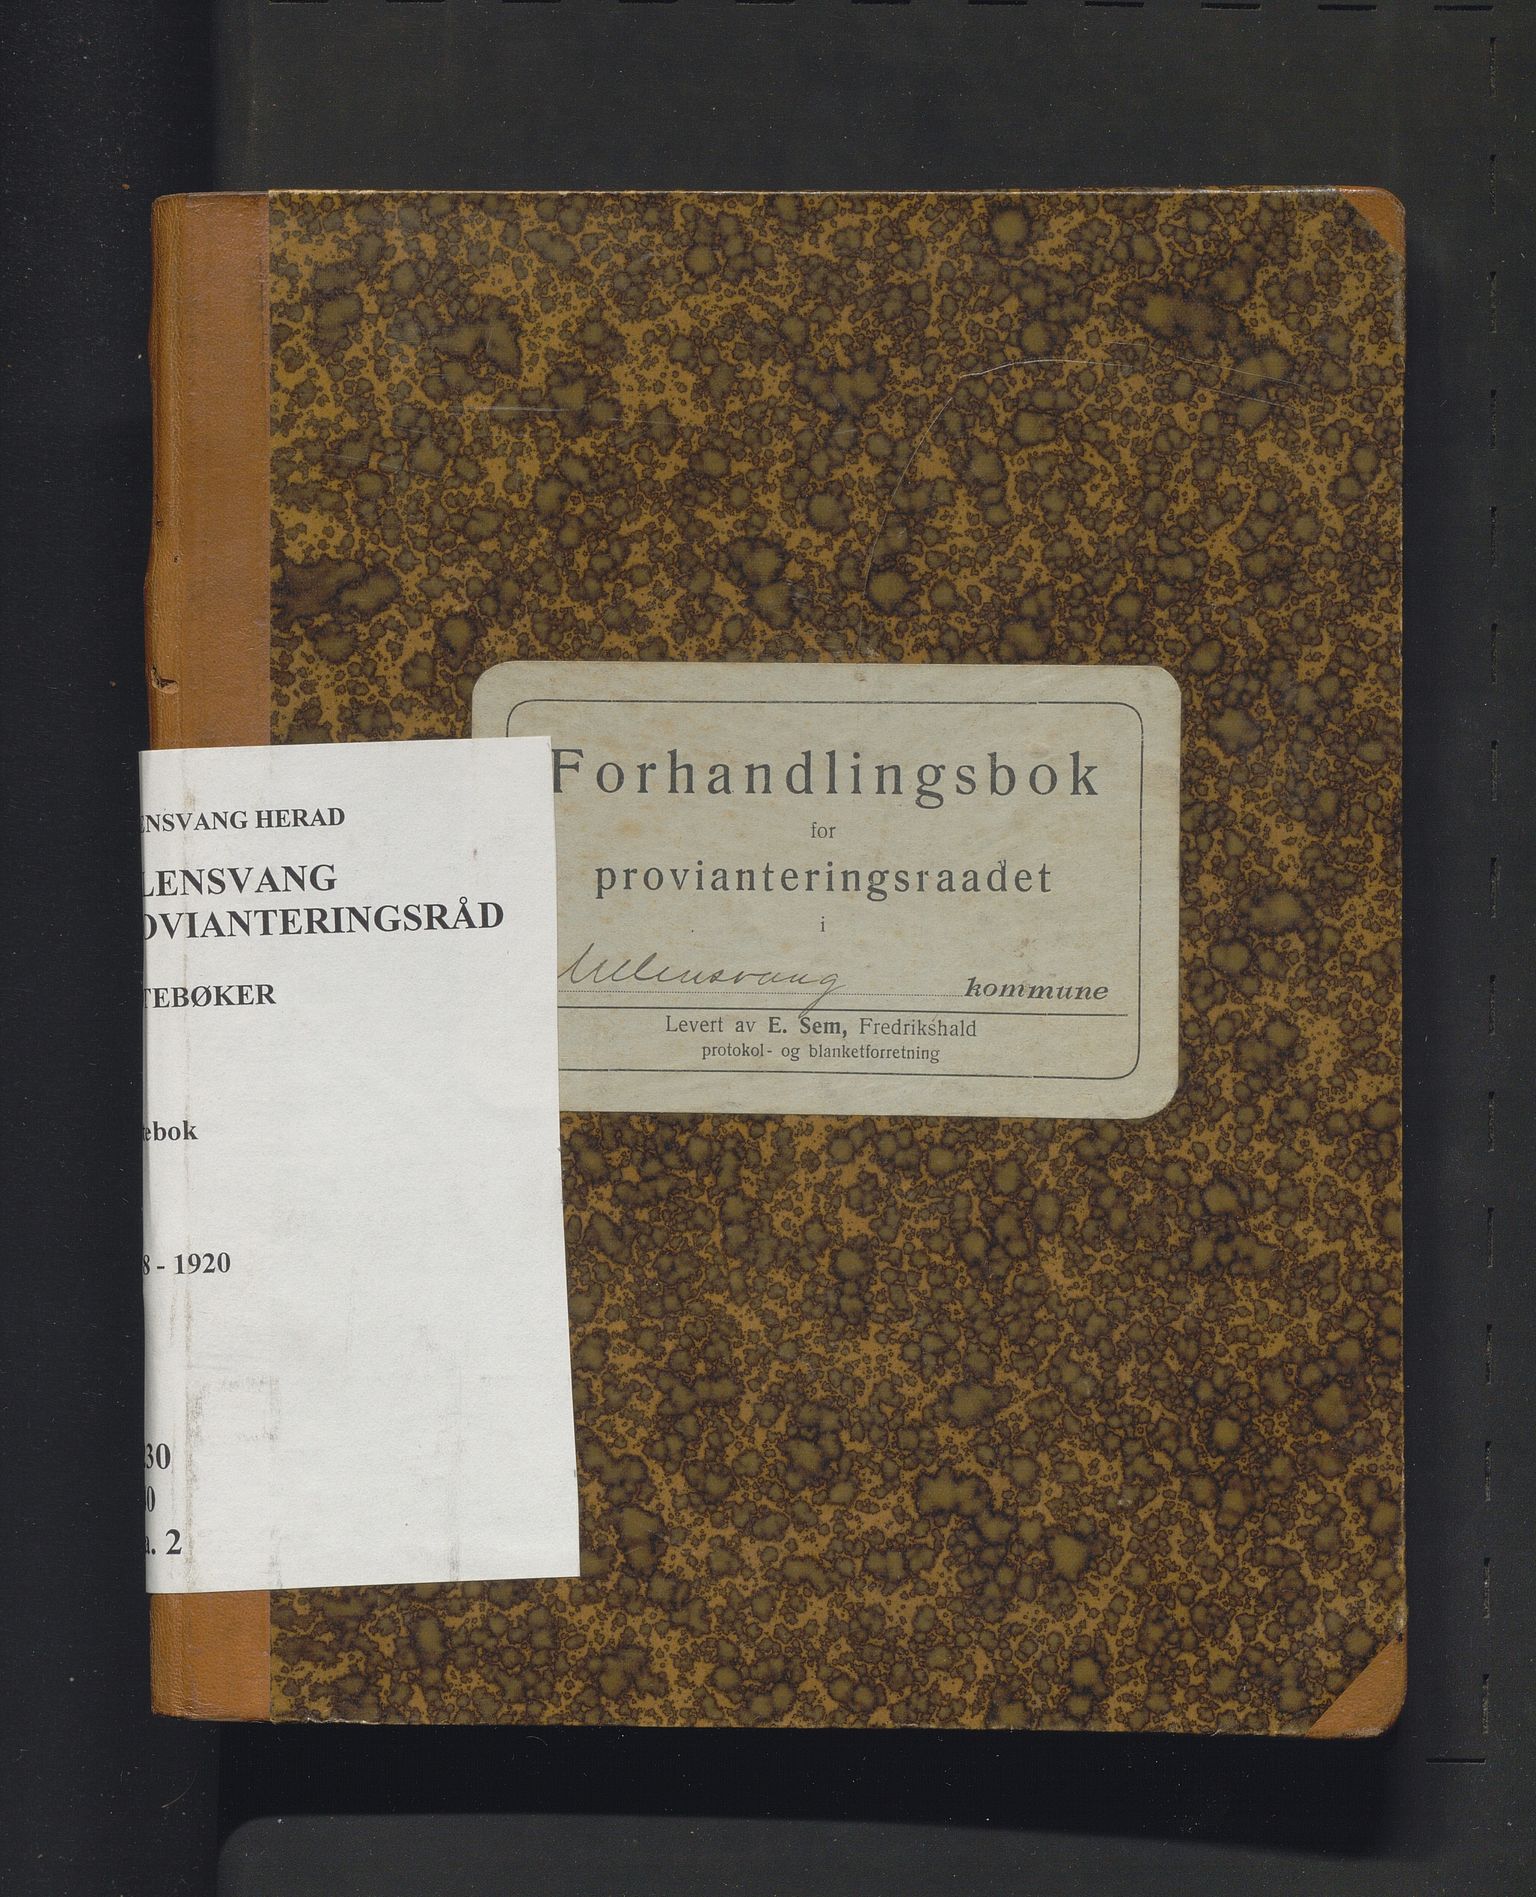 Forhandlingsbok
for
provianteringsraadet
i
Ullensvang kommune
Levert av E. Sem, Fredrikshald
protokol- og blanketforretning
ENSVANG HERAD
LENSVANG
OVIANTERINGSRÅD
TEBØKER
ebok
8 - 1920
30
0
a. 2